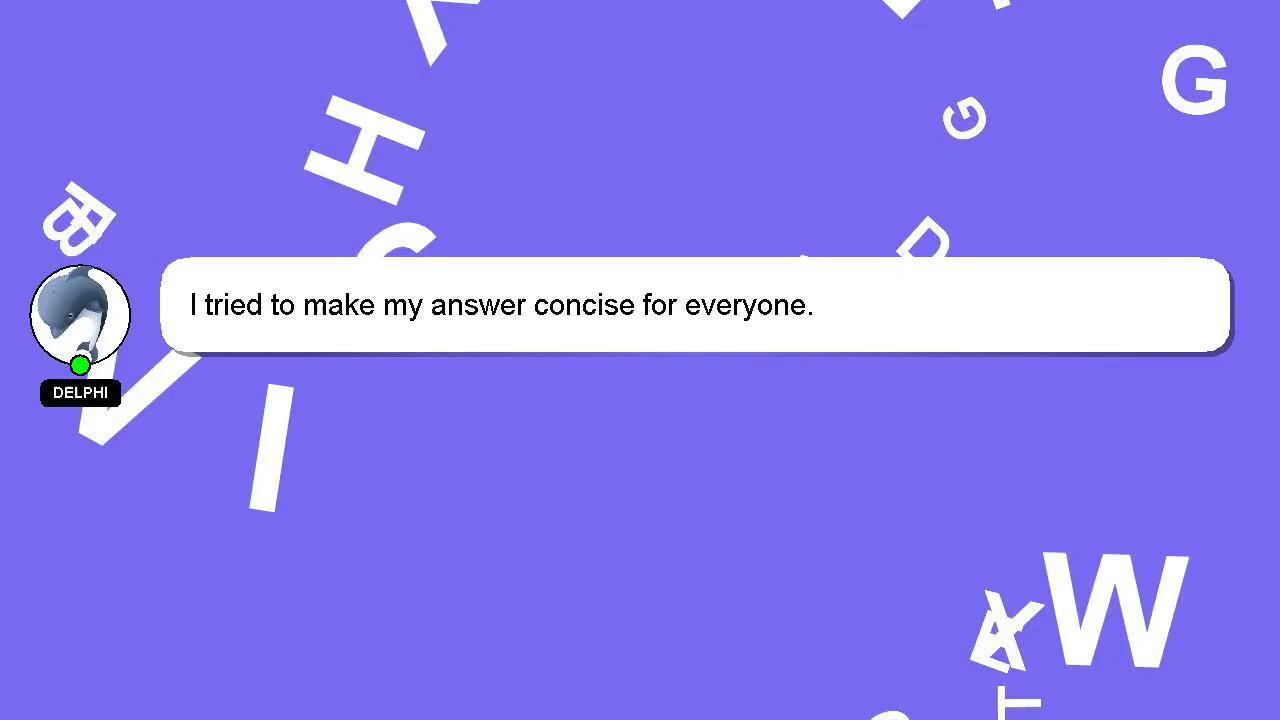 G
H
G
B
D
I tried to make my answer concise for everyone.
DELPHI
V
I
W
X
T